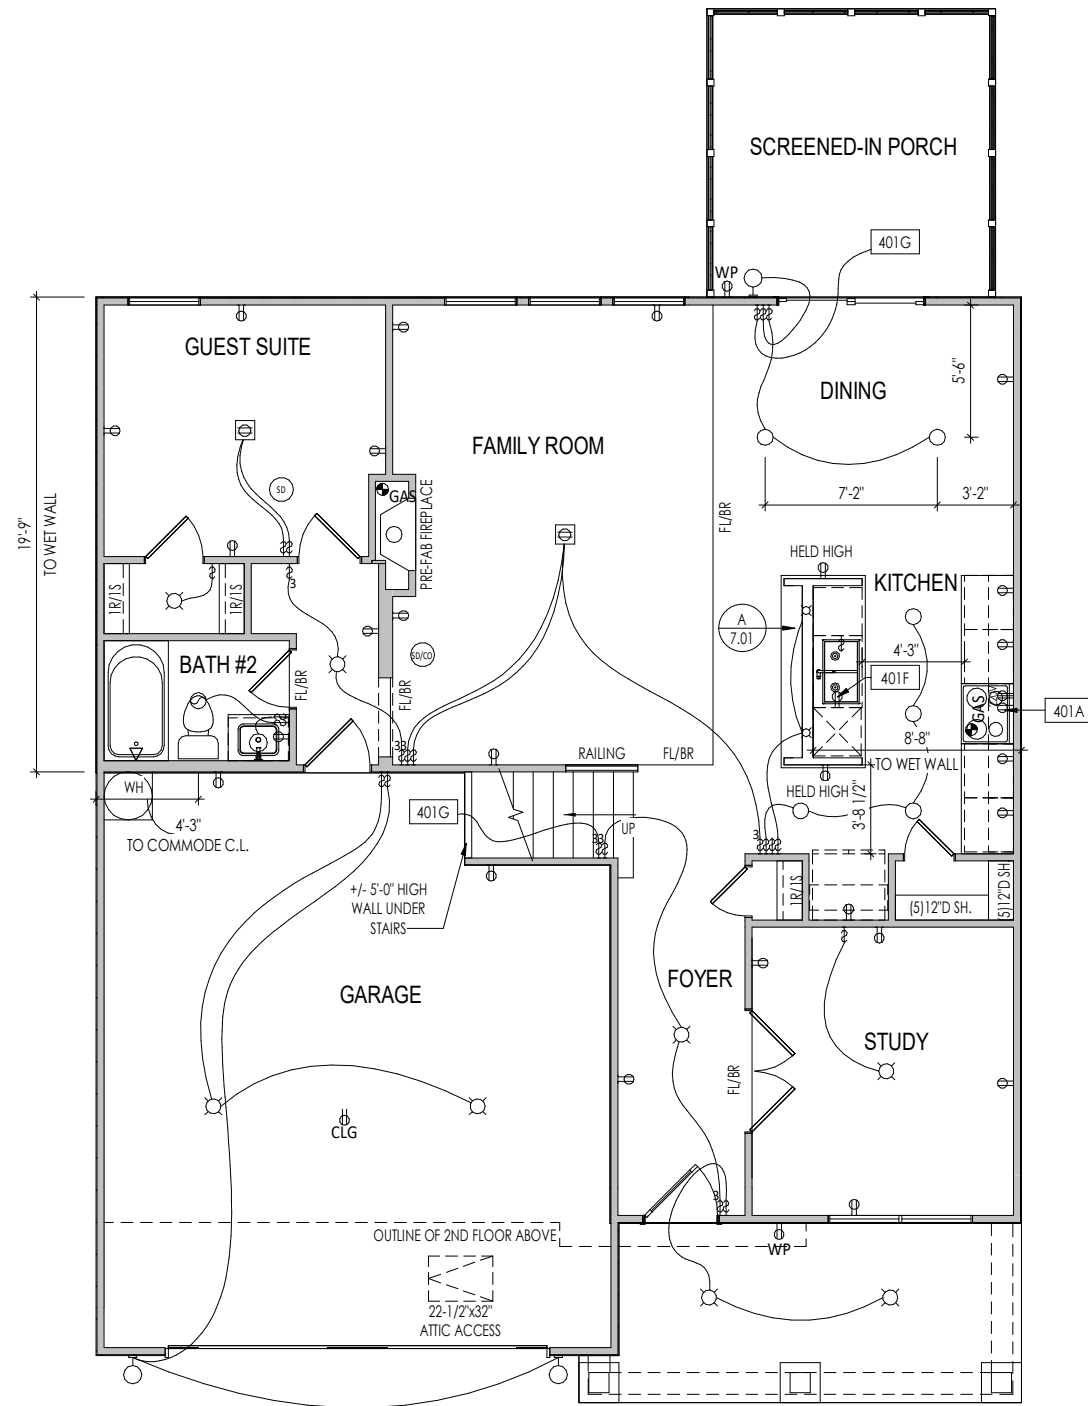 SCREENED-IN PORCH
401G
WP
GUEST SUITE
DINING
5'-6"
FAMILY ROOM
7'-2"
3'-2"
19'-9"
TO WET WALL
SD
GAS
PRE-FAB FIREPLACE
FL/BR
HELD HIGH
KITCHEN
1R/1S
1R/1S
3
A
7.01
4'-3"
401F
SD/CO
BATH #2
FL/BR
FL/BR
GAS
401A
8'-8"
TO WET WALL
33
RAILING
FL/BR
HELD HIGH
3'-8 1/2"
WH
4'-3"
TO COMMODE C.L.
401G
UP
33
3
+/- 5'-0" HIGH
WALL UNDER
STAIRS
1R/1S
(5)12"D SH.
(5)12"D SH.
GARAGE
FOYER
STUDY
FL/BR
CLG
3
OUTLINE OF 2ND FLOOR ABOVE
WP
22-1/2"x32"
ATTIC ACCESS